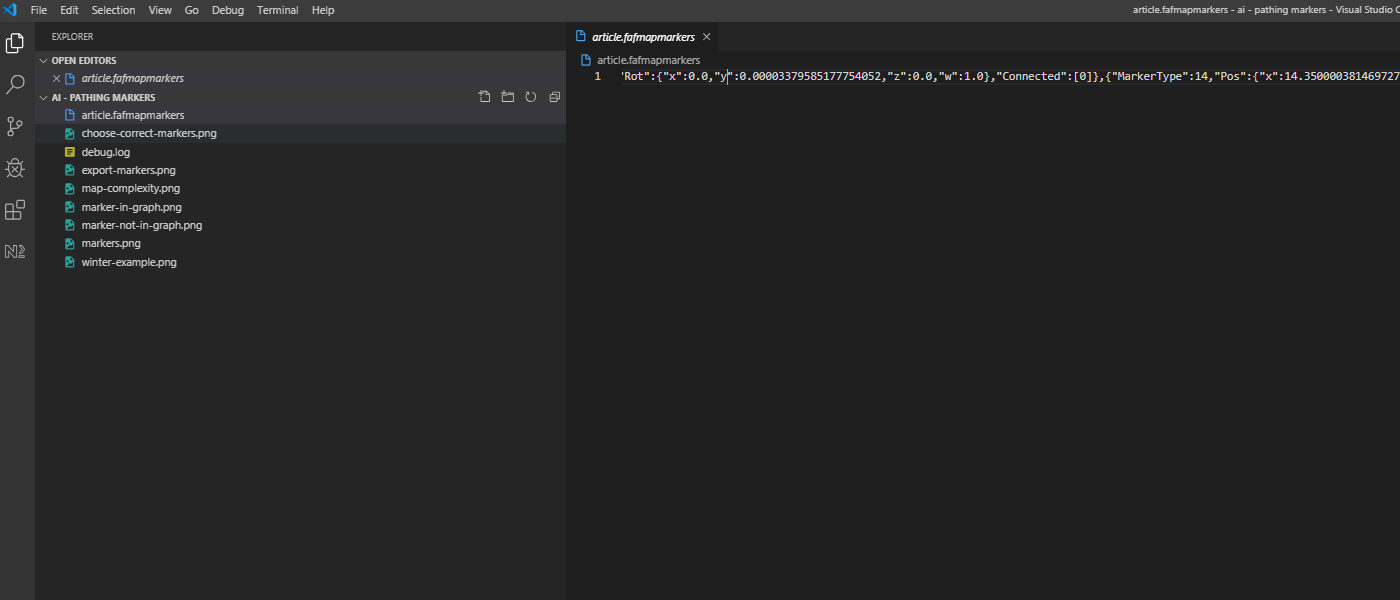 File Edit Selection View Go Debug Terminal Help
article.fafmapmarkers - ai - pathing markers - Visual Studio C
EXPLORER
OPEN EDITORS
article.fafmapmarkers
AI - PATHING MARKERS
article.fafmapmarkers
choose-correct-markers.png
debug.log
export-markers.png
map-complexity.png
marker-in-graph.png
marker-not-in-graph.png
markers.png
winter-example.png
article.fafmapmarkers
article.fafmapmarkers
1 'Rot":{"x":0.0,"y":0.00003379585177754052,"z":0.0,"w":1.0},"Connected":[0]},{"MarkerType":14,"Pos":{"x":14.350000381469727